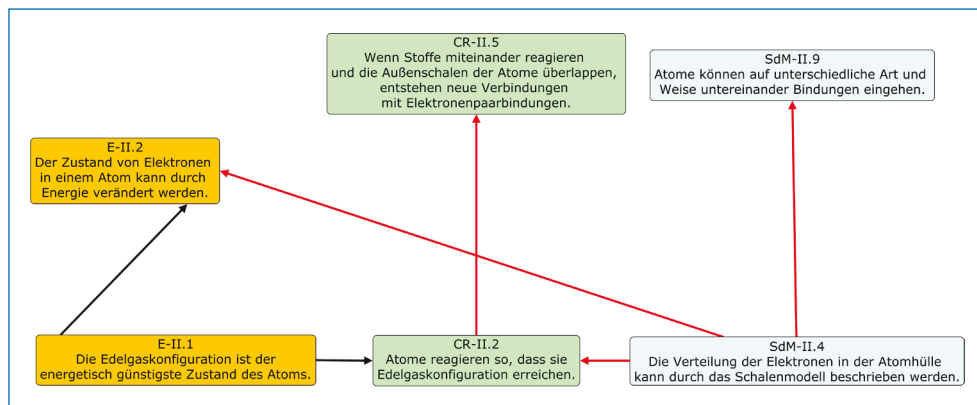 CR-II.5
Wenn Stoffe miteinander reagieren
und die Außenschalen der Atome überlappen,
entstehen neue Verbindungen
mit Elektronenpaarbindungen.
SdM-II.9
Atome können auf unterschiedliche Art und
Weise untereinander Bindungen eingehen.
E-II.2
Der Zustand von Elektronen
in einem Atom kann durch
Energie verändert werden.
E-II.1
Die Edelgaskonfiguration ist der
energetisch günstigste Zustand des Atoms.
CR-II.2
Atome reagieren so, dass sie
Edelgaskonfiguration erreichen.
SdM-II.4
Die Verteilung der Elektronen in der Atomhülle
kann durch das Schalenmodell beschrieben werden.